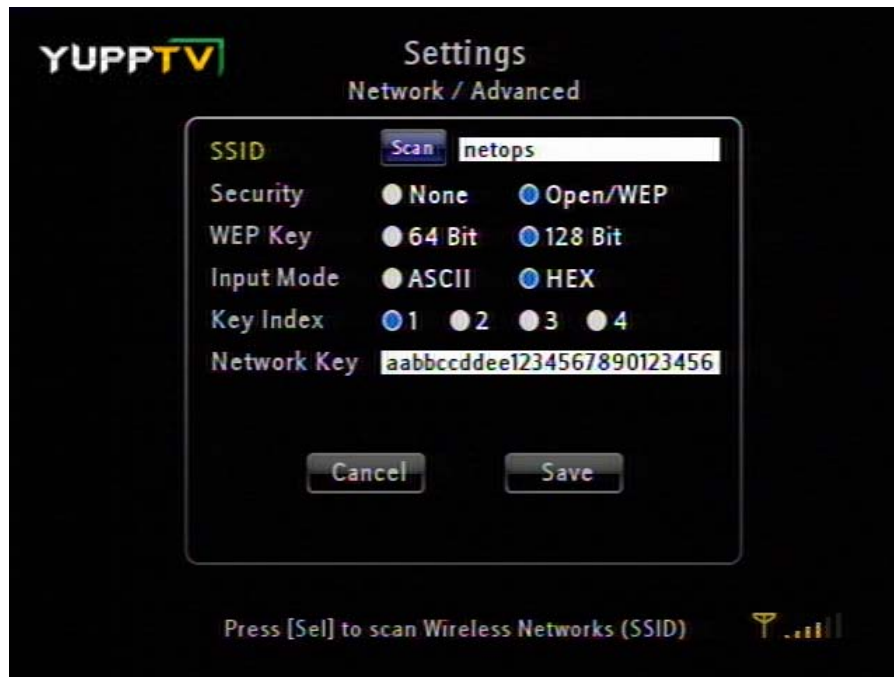 YUPPTV
Settings
Network / Advanced
SSID Scan netops
Security None Open/WEP
WEP Key 64 Bit 128 Bit
Input Mode ASCII HEX
Key Index 1 2 3 4
Network Key aabbccddee1234567890123456
Cancel Save
Press [Sel] to scan Wireless Networks (SSID)